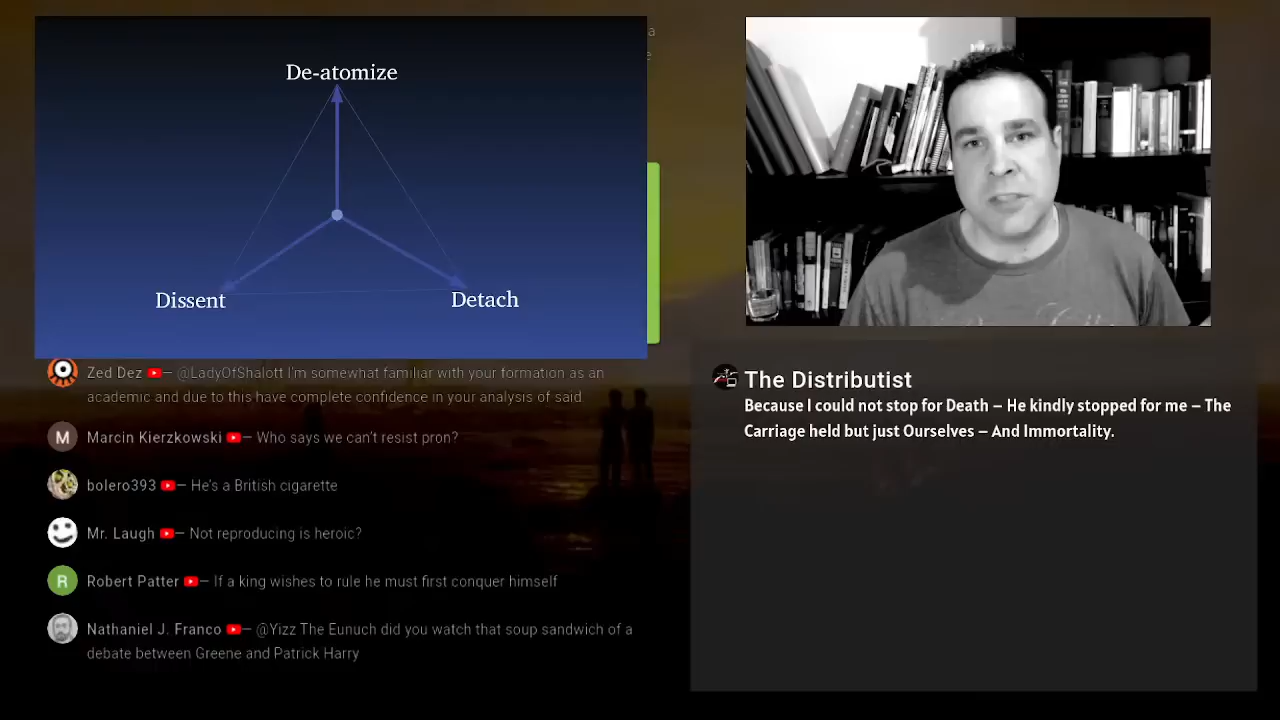 De-atomize
Dissent
Detach
a
e
Zed Dez — @LadyOfShalott I'm somewhat familiar with your formation as an
academic and due to this have complete confidence in your analysis of said.
M
Marcin Kierzkowski — Who says we can't resist pron?
bolero393 — He's a British cigarette
Mr. Laugh — Not reproducing is heroic?
R
Robert Patter — If a king wishes to rule he must first conquer himself
Nathaniel J. Franco — @Yizz The Eunuch did you watch that soup sandwich of a
debate between Greene and Patrick Harry
The Distributist
Because I could not stop for Death – He kindly stopped for me – The
Carriage held but just Ourselves – And Immortality.